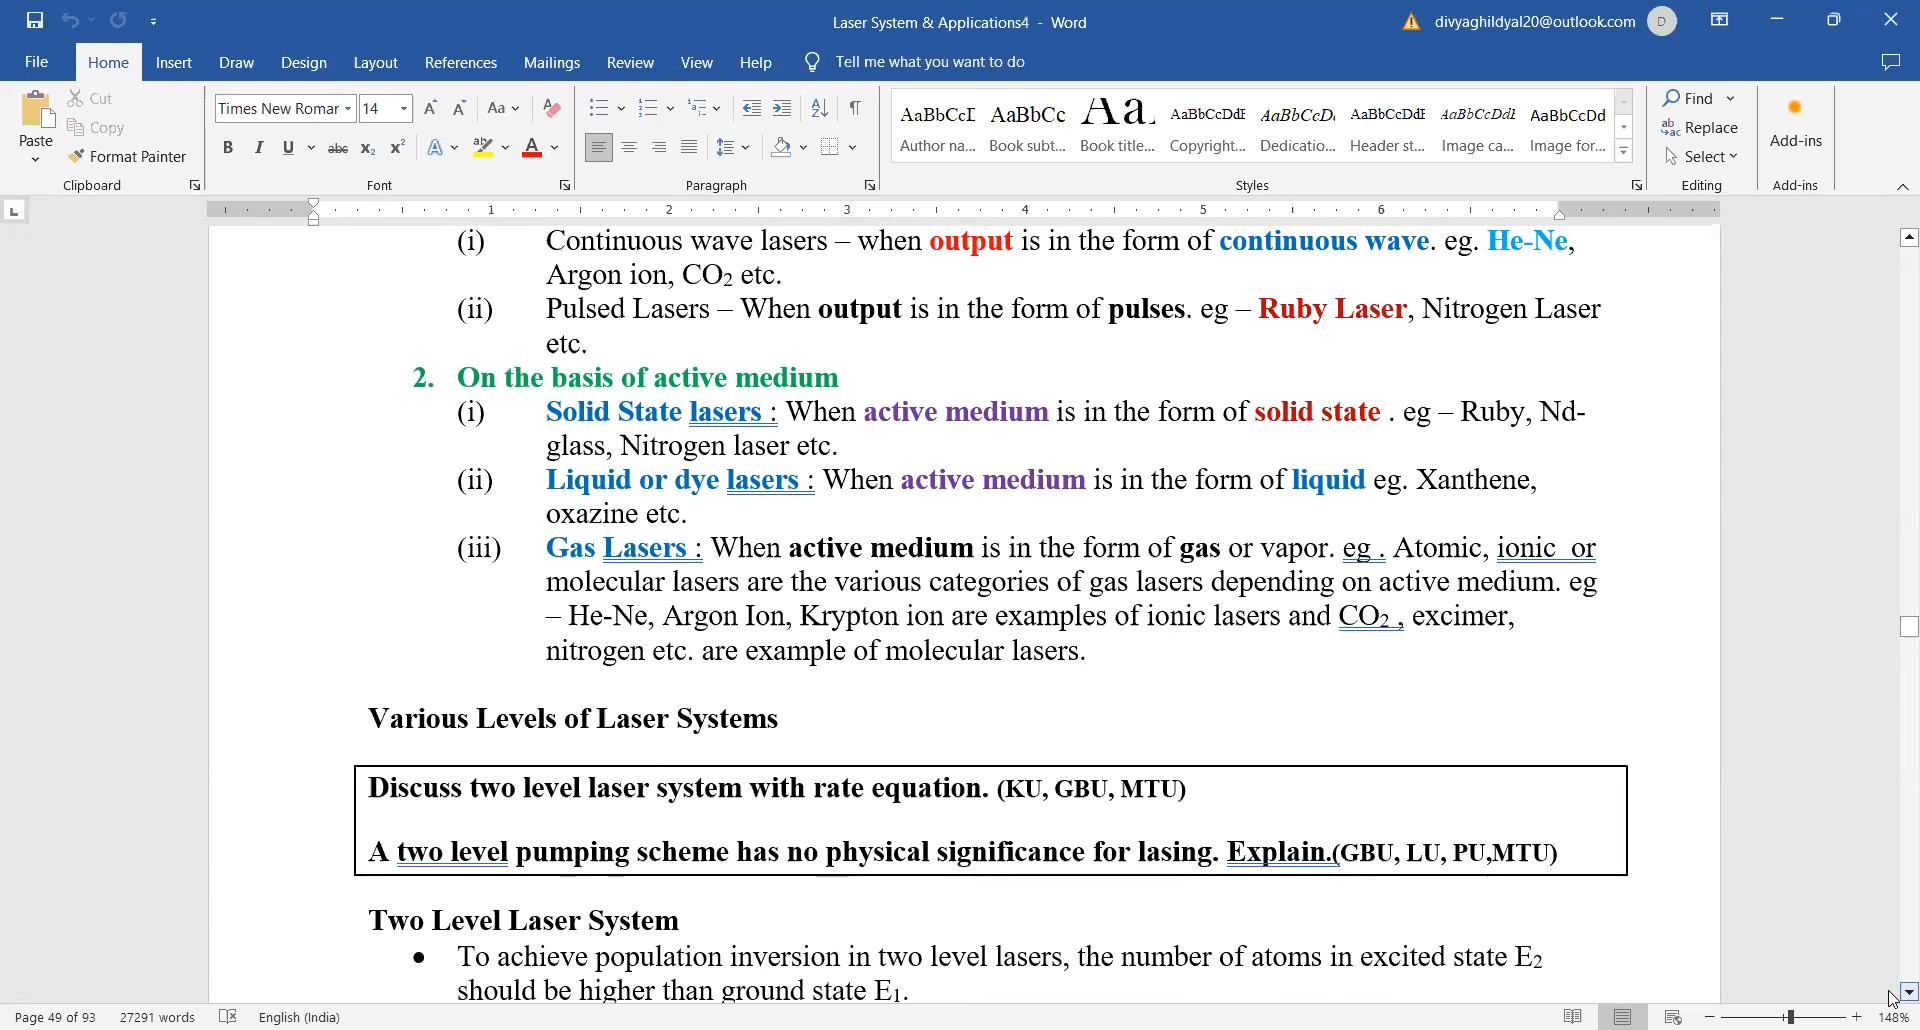 Laser System & Applications4 - Word
divyaghildyal20@outlook.com
D
File
Home
Insert
Draw
Design
Layout
References
Mailings
Review
View
Help
Tell me what you want to do
Paste
Cut
Copy
Format Painter
Clipboard
Times New Romar
14
Aa
B I U abc x₂ x² A ab A
Font
Paragraph
AaBbCcI AaBbCc Aa. AaBbCcDdE AaBbCcD AaBbCcDdE AaBbCcDdI AaBbCcDd
Author na... Book subt... Book title... Copyright... Dedicatio... Header st... Image ca... Image for...
Styles
Find
Replace
Select
Editing
Add-ins
Add-ins
L
1 2 3 4 5 6
(i) Continuous wave lasers – when output is in the form of continuous wave. eg. He-Ne,
Argon ion, CO₂ etc.
(ii) Pulsed Lasers – When output is in the form of pulses. eg – Ruby Laser, Nitrogen Laser
etc.
2. On the basis of active medium
(i) Solid State lasers : When active medium is in the form of solid state . eg – Ruby, Nd-
glass, Nitrogen laser etc.
(ii) Liquid or dye lasers : When active medium is in the form of liquid eg. Xanthene,
oxazine etc.
(iii) Gas Lasers : When active medium is in the form of gas or vapor. eg . Atomic, ionic or
molecular lasers are the various categories of gas lasers depending on active medium. eg
– He-Ne, Argon Ion, Krypton ion are examples of ionic lasers and CO₂ , excimer,
nitrogen etc. are example of molecular lasers.
Various Levels of Laser Systems
Discuss two level laser system with rate equation. (KU, GBU, MTU)
A two level pumping scheme has no physical significance for lasing. Explain.(GBU, LU, PU,MTU)
Two Level Laser System
• To achieve population inversion in two level lasers, the number of atoms in excited state E₂
should be higher than ground state E₁.
Page 49 of 93
27291 words
English (India)
148%